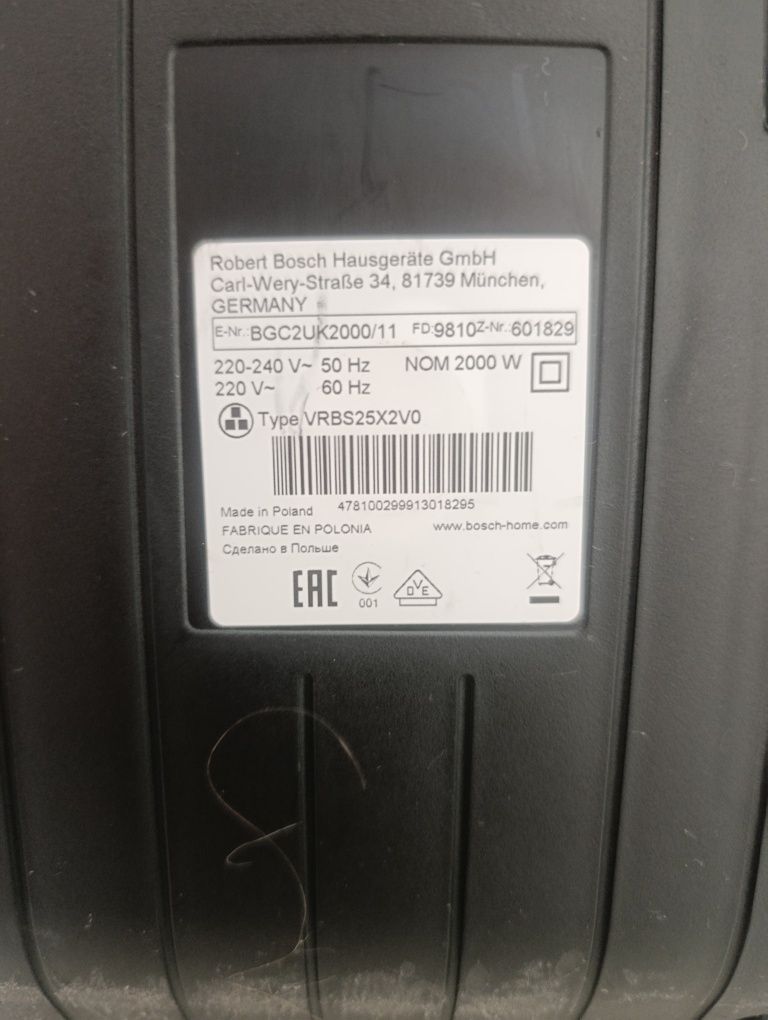 Robert Bosch Hausgeräte GmbH
Carl-Wery-Straße 34, 81739 München,
GERMANY
E-Nr.: BGC2UK2000/11 FD: 9810 Z-Nr.: 601829
220-240 V~ 50 Hz NOM 2000 W
220 V~ 60 Hz
Type VRBS25X2V0
478100299913018295
Made in Poland
FABRIQUE EN POLONIA www.bosch-home.com
Сделано в Польше
EAC
001
OVE